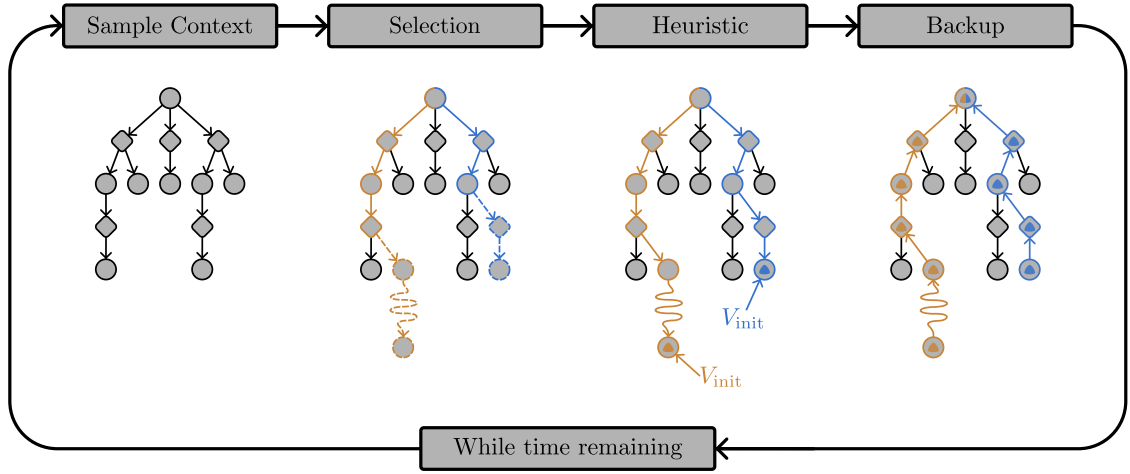 Sample Context
Selection
Heuristic
Backup
V_init
V_init
While time remaining